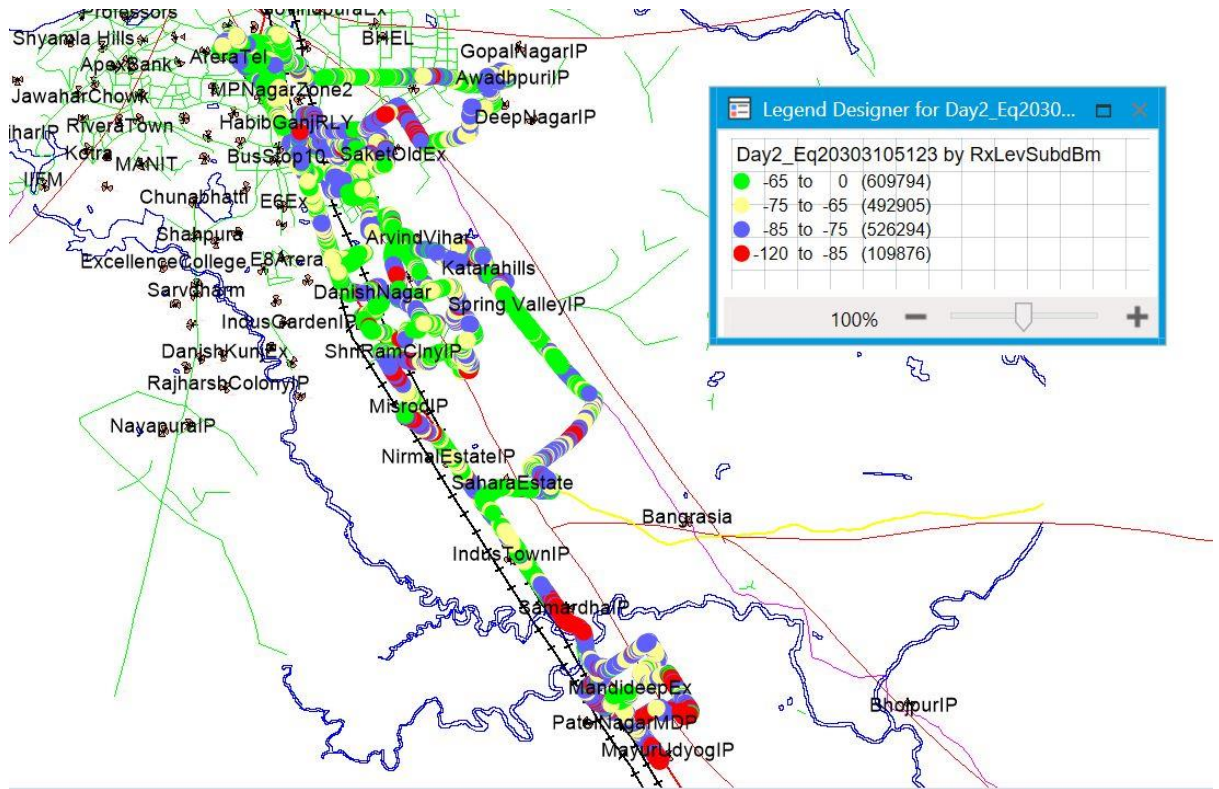 Professors
Shyamla Hills
BHEL
AreraTel
GopalNagarIP
ApexBank
AwadhpuriIP
JawaharChowk
MPNagarZone2
DeepNagarIP
RiveraTown
HabibGanjRLY
Kotra
MANIT
BusStop10
SaketOldEx
Chunabhatti
E6Ex
Shahpura
ArvindVihar
ExcellenceCollege
E8Arera
Katarahills
Sarvdharm
DanishNagar
Spring ValleyIP
IndusGardenIP
DanishKunjEx
ShriRamClnyIP
RajharshColonyIP
MisrodIP
NayapuraIP
NirmalEstateIP
SaharaEstate
Bangrasia
IndusTownIP
SamardhaIP
MandideepEx
BhojpurIP
PatelNagarMDP
MayurUdyogIP
Legend Designer for Day2_Eq2030...
Day2_Eq20303105123 by RxLevSubdBm
-65 to 0 (609794)
-75 to -65 (492905)
-85 to -75 (526294)
-120 to -85 (109876)
100%